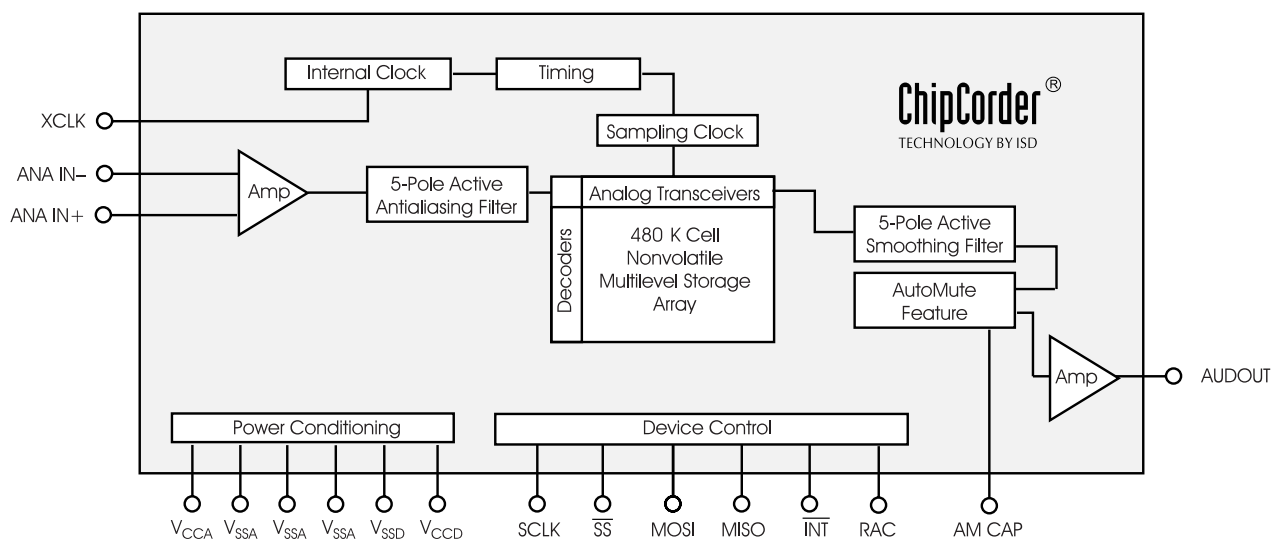 Internal Clock
Timing
ChipCorder®
XCLK
Sampling Clock
TECHNOLOGY BY ISD
ANA IN–
ANA IN+
Amp
5-Pole Active
Antialiasing Filter
Decoders
Analog Transceivers
480 K Cell
Nonvolatile
Multilevel Storage
Array
5-Pole Active
Smoothing Filter
AutoMute
Feature
Amp
AUDOUT
Power Conditioning
Device Control
VCCA
VSSA
VSSA
VSSA
VSSD
VCCD
SCLK
S̅S̅
MOSI
MISO
I̅N̅T̅
RAC
AM CAP